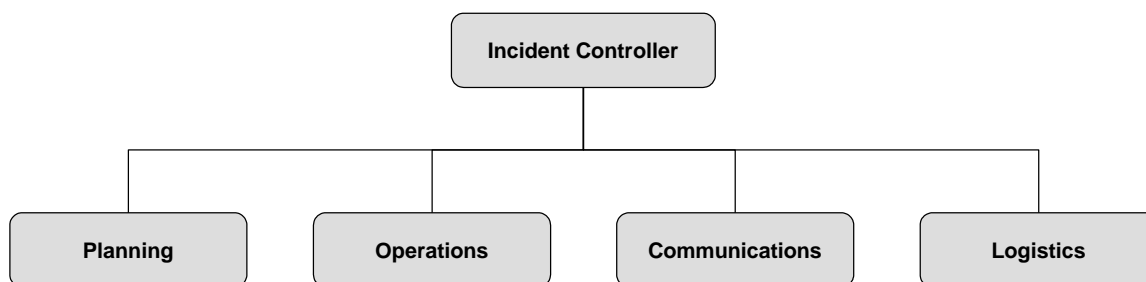 Incident Controller
Planning
Operations
Communications
Logistics